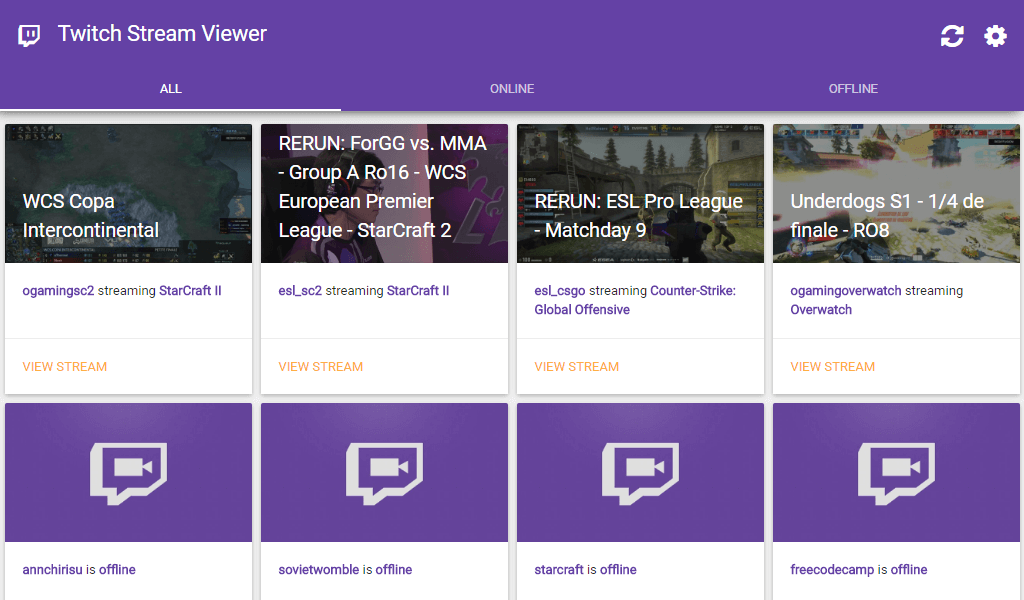 Twitch Stream Viewer
ALL
ONLINE
OFFLINE
WCS Copa
Intercontinental
RERUN: ForGG vs. MMA
- Group A Ro16 - WCS
European Premier
League - StarCraft 2
RERUN: ESL Pro League
- Matchday 9
Underdogs S1 - 1/4 de
finale - RO8
ogamingsc2 streaming StarCraft II
esl_sc2 streaming StarCraft II
esl_csgo streaming Counter-Strike:
Global Offensive
ogamingoverwatch streaming
Overwatch
VIEW STREAM
VIEW STREAM
VIEW STREAM
VIEW STREAM
annchirisu is offline
sovietwomble is offline
starcraft is offline
freecodecamp is offline